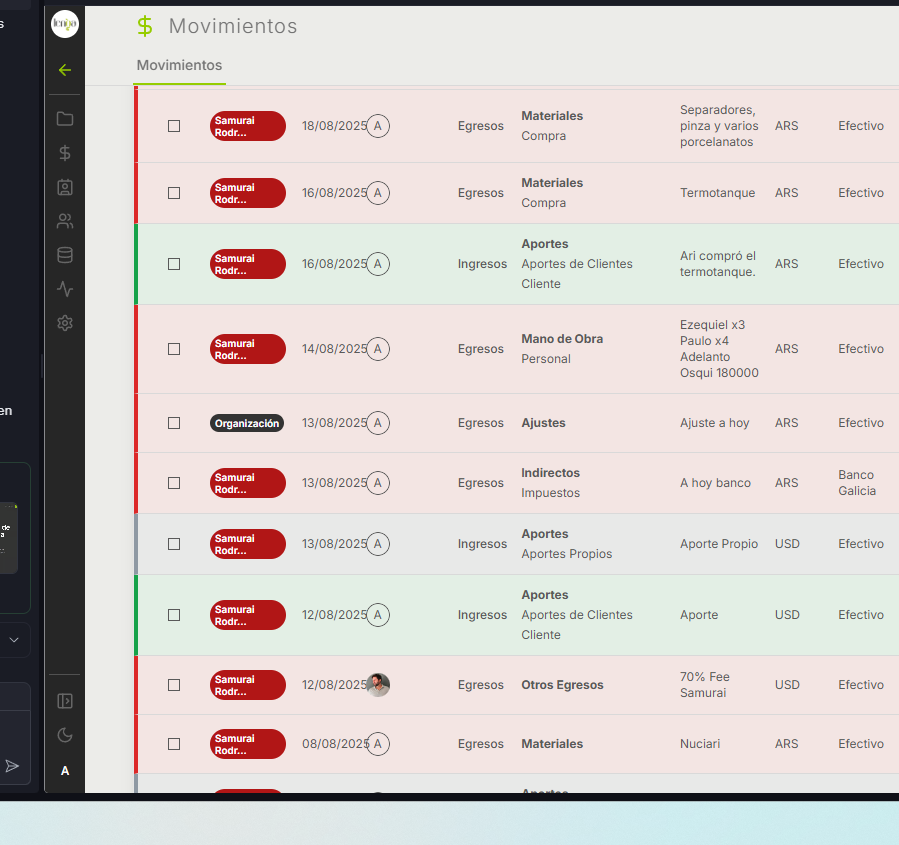 s
lenga
$ Movimientos
Movimientos
Samurai Rodr... 18/08/2025 A Egresos Materiales Compra Separadores, pinza y varios porcelanatos ARS Efectivo
Samurai Rodr... 16/08/2025 A Egresos Materiales Compra Termotanque ARS Efectivo
Samurai Rodr... 16/08/2025 A Ingresos Aportes Aportes de Clientes Cliente Ari compró el termotanque. ARS Efectivo
Samurai Rodr... 14/08/2025 A Egresos Mano de Obra Personal Ezequiel x3 Paulo x4 Adelanto Osqui 180000 ARS Efectivo
en
Organización 13/08/2025 A Egresos Ajustes Ajuste a hoy ARS Efectivo
Samurai Rodr... 13/08/2025 A Egresos Indirectos Impuestos A hoy banco ARS Banco Galicia
de
a
Samurai Rodr... 13/08/2025 A Ingresos Aportes Aportes Propios Aporte Propio USD Efectivo
Samurai Rodr... 12/08/2025 A Ingresos Aportes Aportes de Clientes Cliente Aporte USD Efectivo
Samurai Rodr... 12/08/2025 Egresos Otros Egresos 70% Fee Samurai USD Efectivo
Samurai Rodr... 08/08/2025 A Egresos Materiales Nuciari ARS Efectivo
A
Aportes